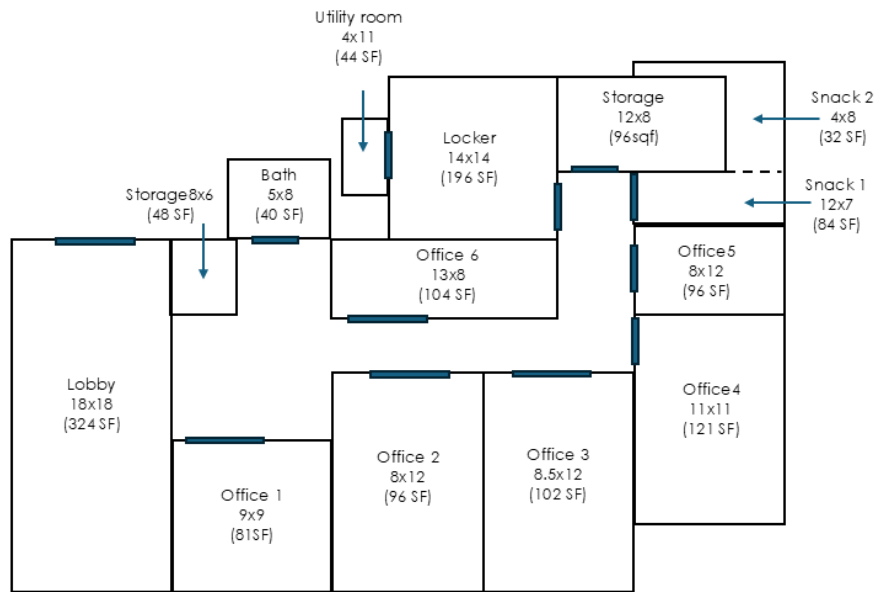 Utility room
4x11
(44 SF)
Storage
12x8
(96sqf)
Snack 2
4x8
(32 SF)
Locker
14x14
(196 SF)
Bath
5x8
(40 SF)
Storage8x6
(48 SF)
Snack 1
12x7
(84 SF)
Office 6
13x8
(104 SF)
Office5
8x12
(96 SF)
Lobby
18x18
(324 SF)
Office4
11x11
(121 SF)
Office 2
8x12
(96 SF)
Office 3
8.5x12
(102 SF)
Office 1
9x9
(81SF)